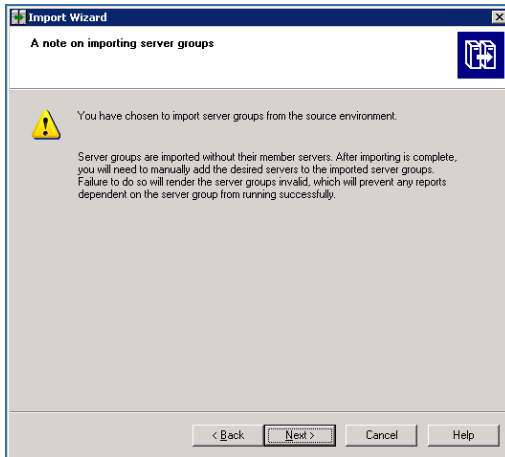 Import Wizard
A note on importing server groups
You have chosen to import server groups from the source environment.
Server groups are imported without their member servers. After importing is complete,
you will need to manually add the desired servers to the imported server groups.
Failure to do so will render the server groups invalid, which will prevent any reports
dependent on the server group from running successfully.
< Back Next > Cancel Help